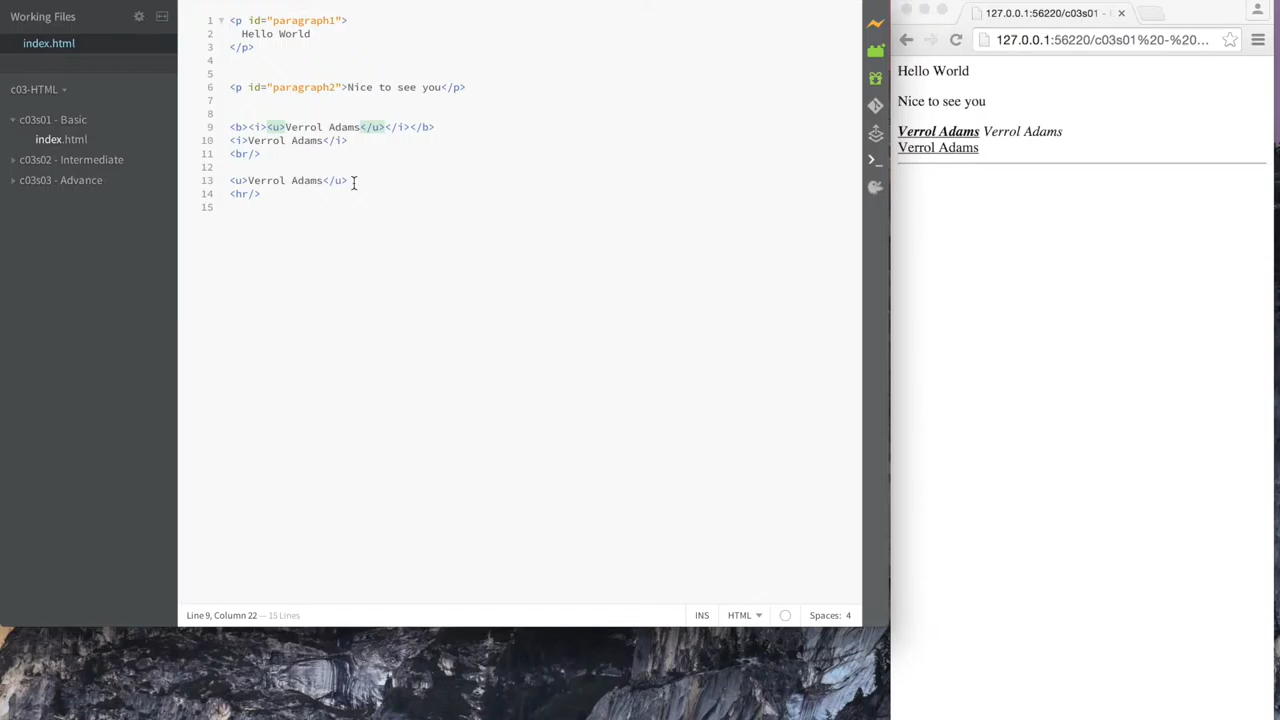 Working Files
index.html
c03-HTML
c03s01 - Basic
index.html
c03s02 - Intermediate
c03s03 - Advance
1 <p id="paragraph1">
2 Hello World
3 </p>
4
5
6 <p id="paragraph2">Nice to see you</p>
7
8
9 <b><i><u>Verrol Adams</u></i></b>
10 <i>Verrol Adams</i>
11 <br/>
12
13 <u>Verrol Adams</u>
14 <hr/>
15
Line 9, Column 22 — 15 Lines
INS
HTML
Spaces: 4
127.0.0.1:56220/c03s01 -
127.0.0.1:56220/c03s01%20-%20...
Hello World
Nice to see you
Verrol Adams Verrol Adams
Verrol Adams